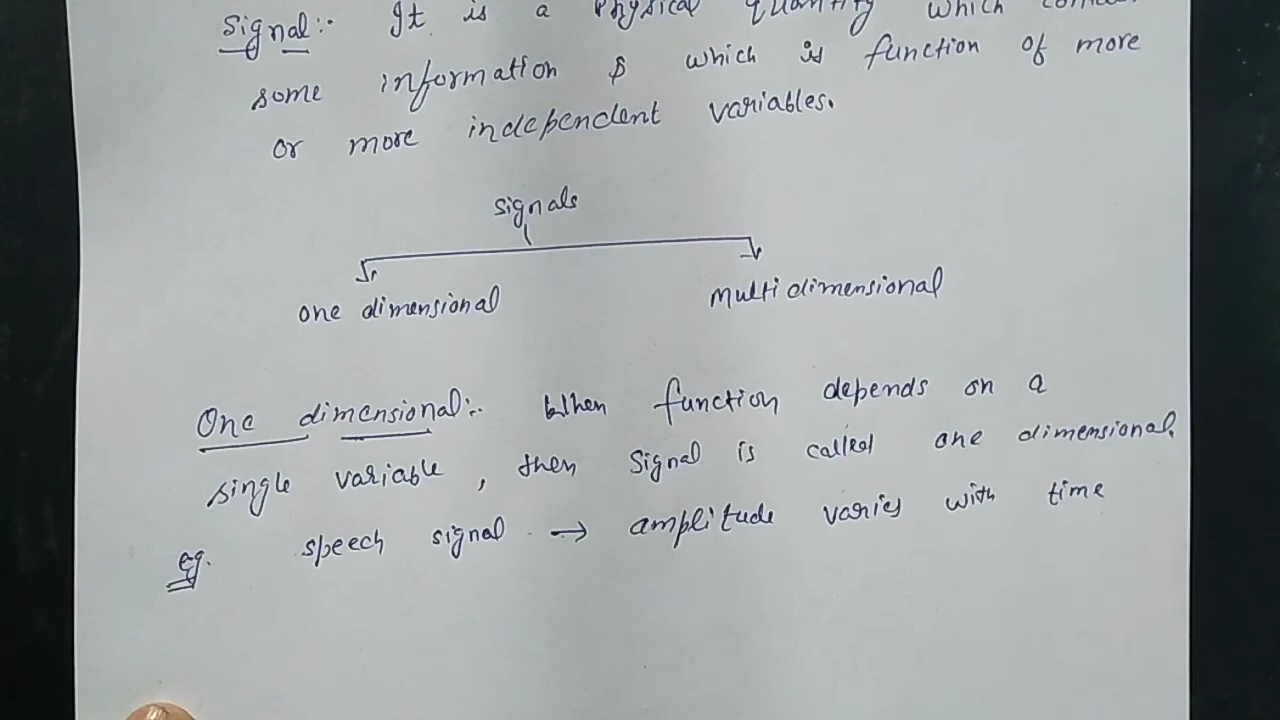 Signal:- It is a Physical quantity which
some information $ which is function of more
or more independent variables.
signals
one dimensional
Multi dimensional
One dimensional:- When function depends on a
single variable, then signal is called one dimensional.
eg. speech signal → amplitude varies with time